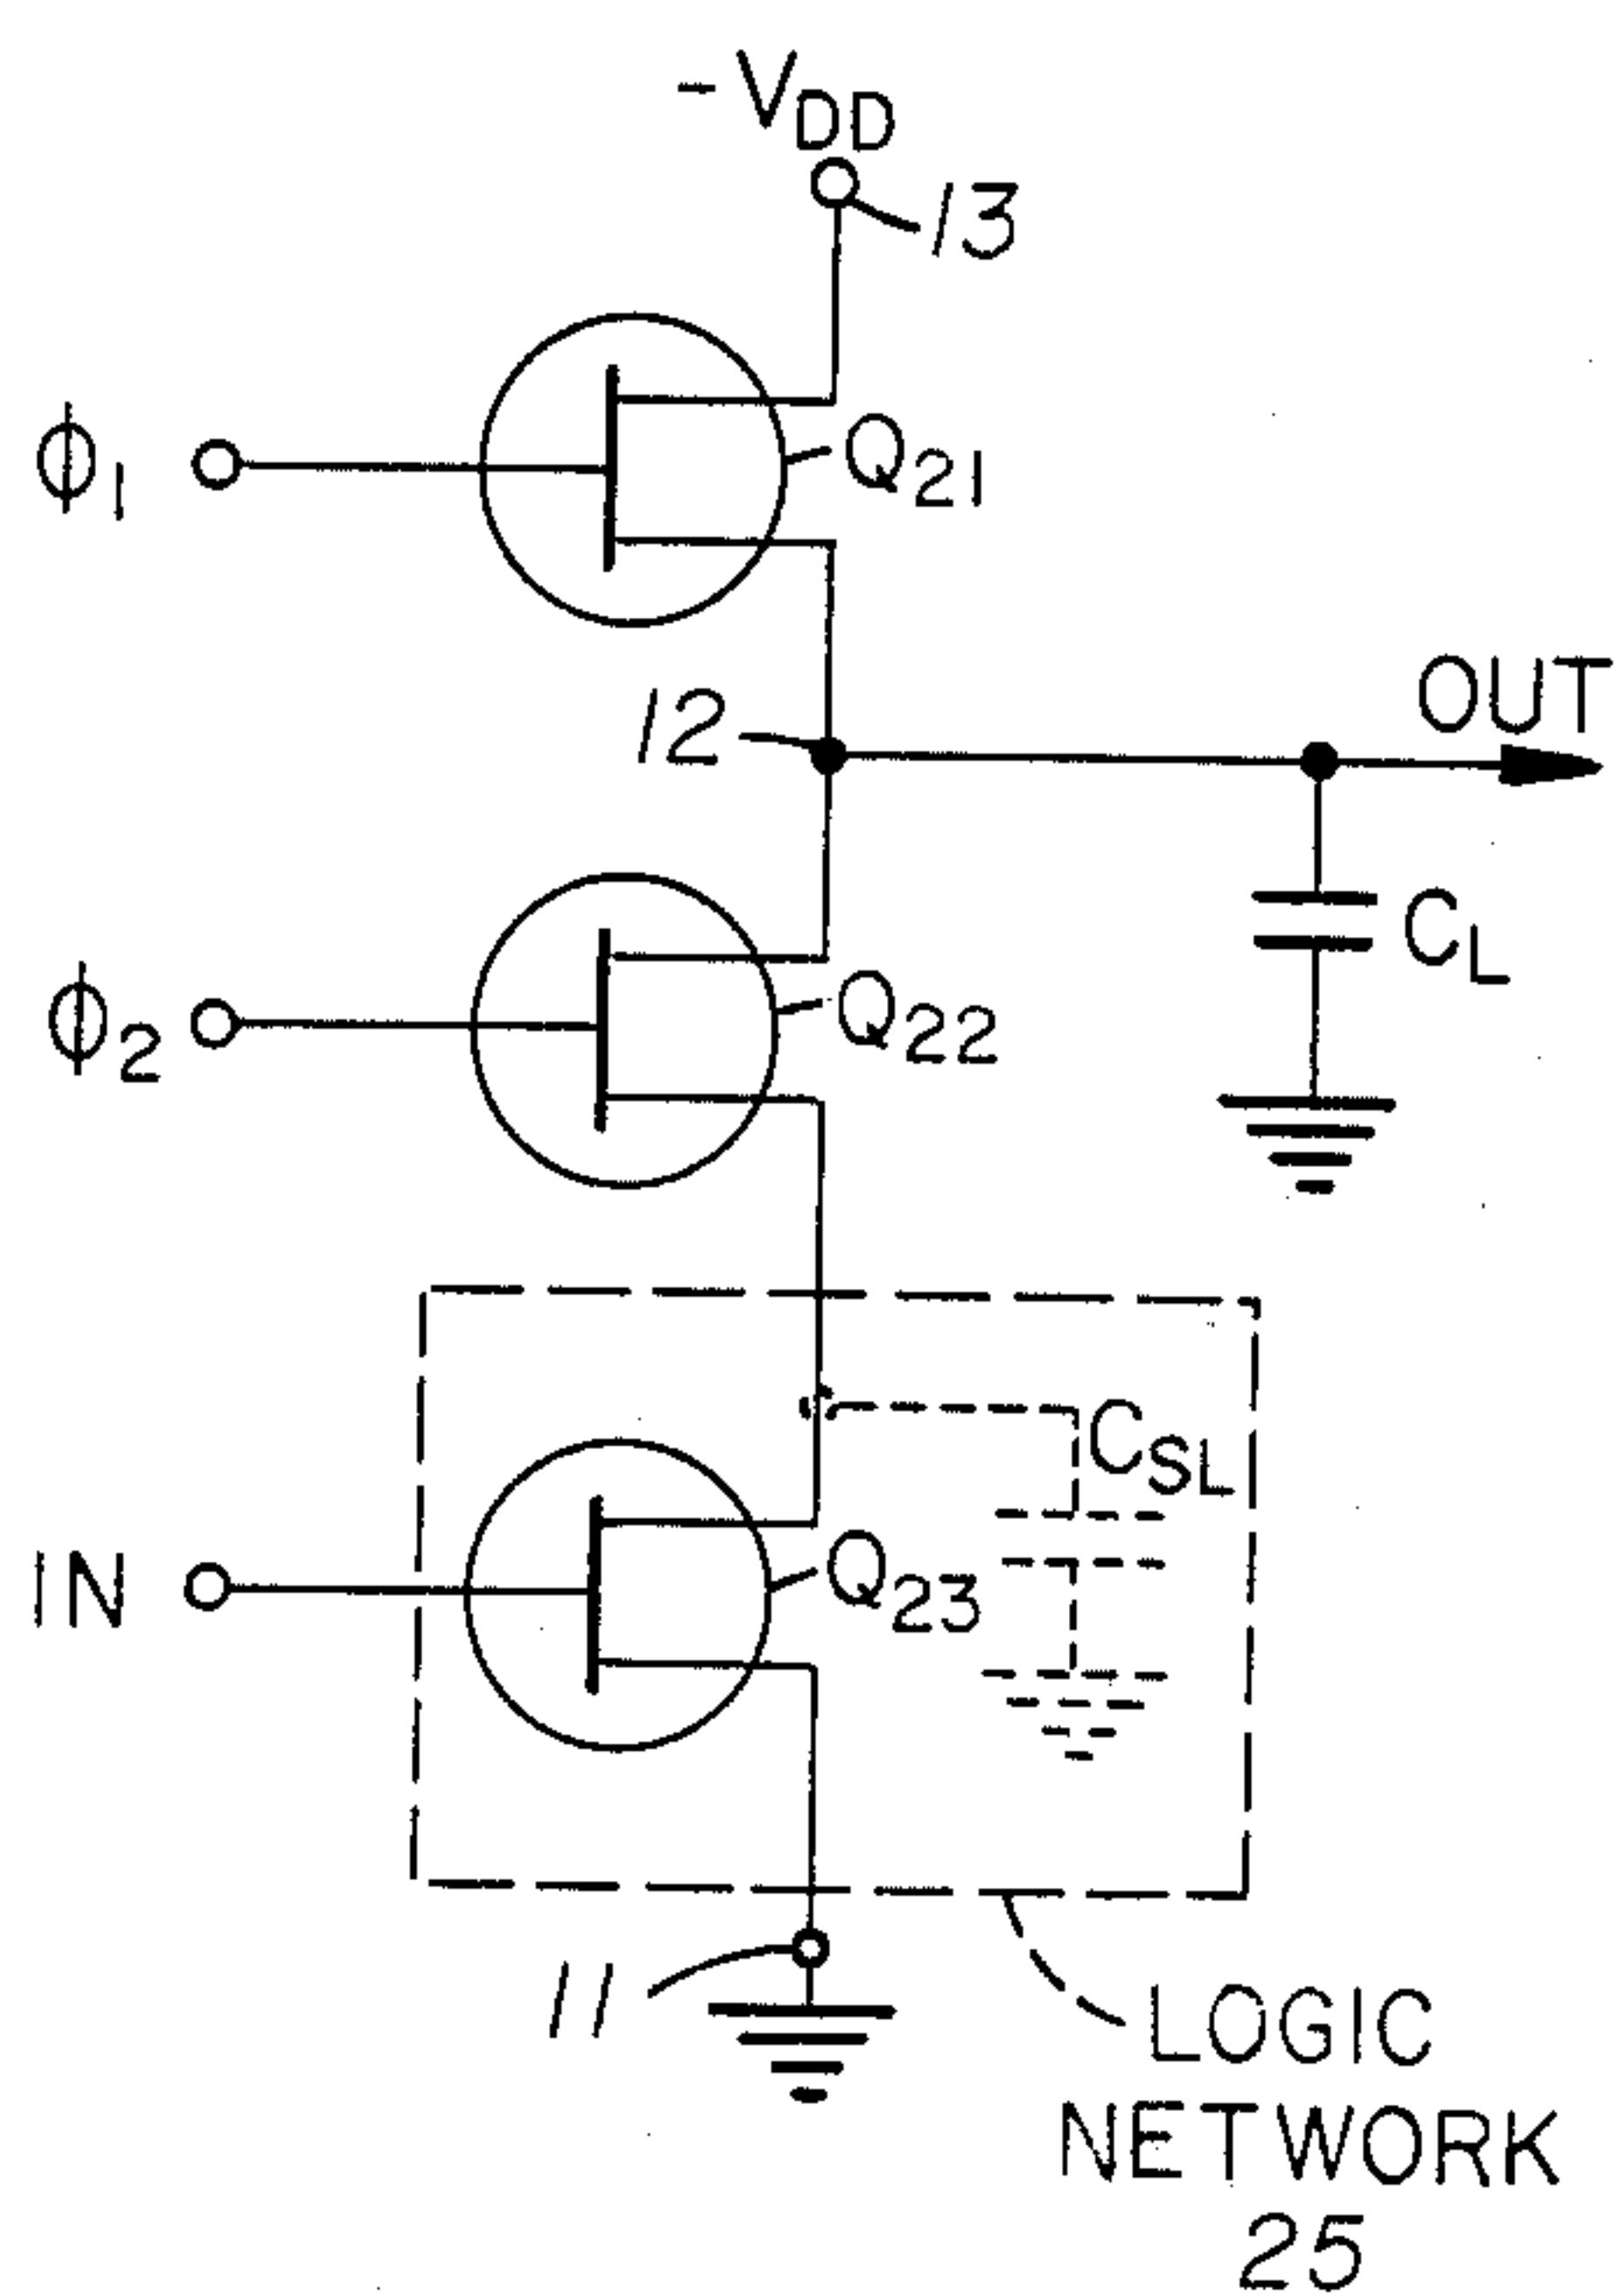 -VDD
13
ϕ1
Q21
OUT
12
CL
ϕ2
Q22
CSL
IN
Q23
11
LOGIC
NETWORK
25